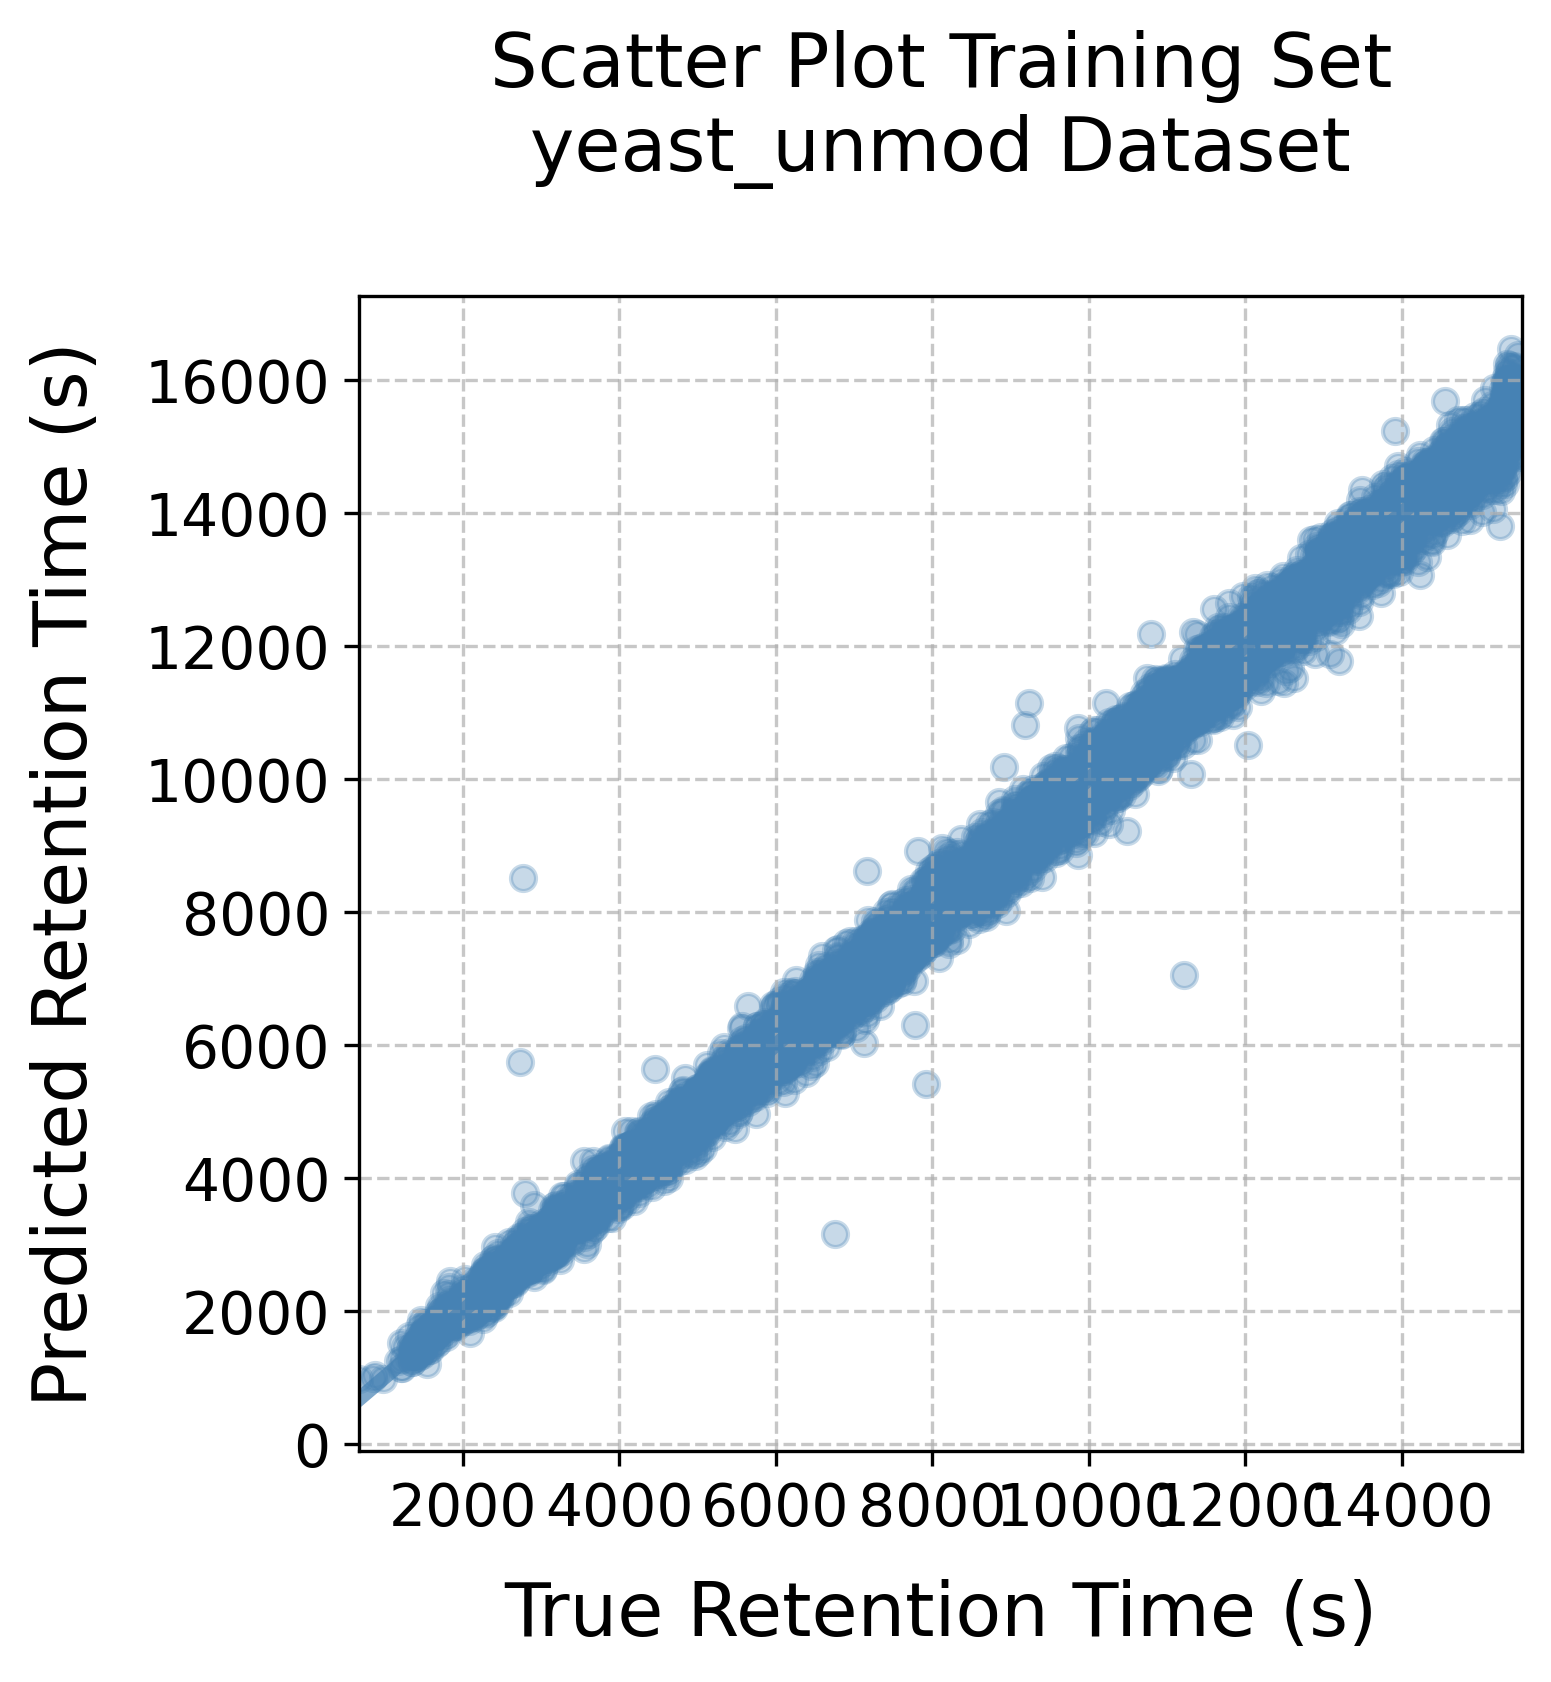 Scatter Plot Training Set
yeast_unmod Dataset
Predicted Retention Time (s)
16000
14000
12000
10000
8000
6000
4000
2000
0
2000 4000 6000 8000 10000 12000 14000
True Retention Time (s)